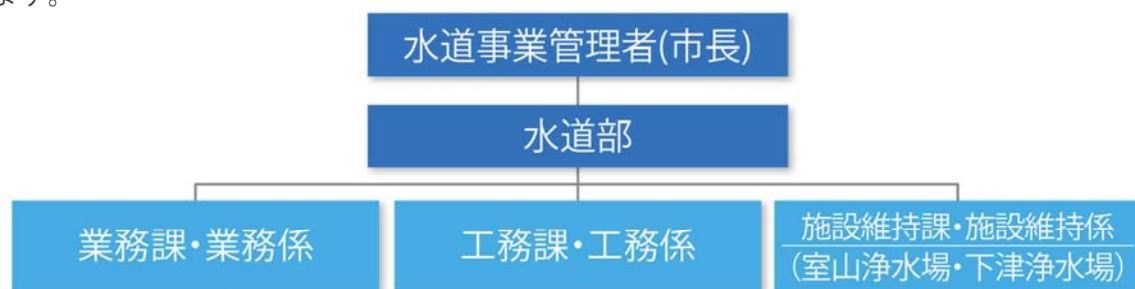 ます。
水道事業管理者(市長)
水道部
業務課・業務係
工務課・工務係
施設維持課・施設維持係
(室山浄水場・下津浄水場)